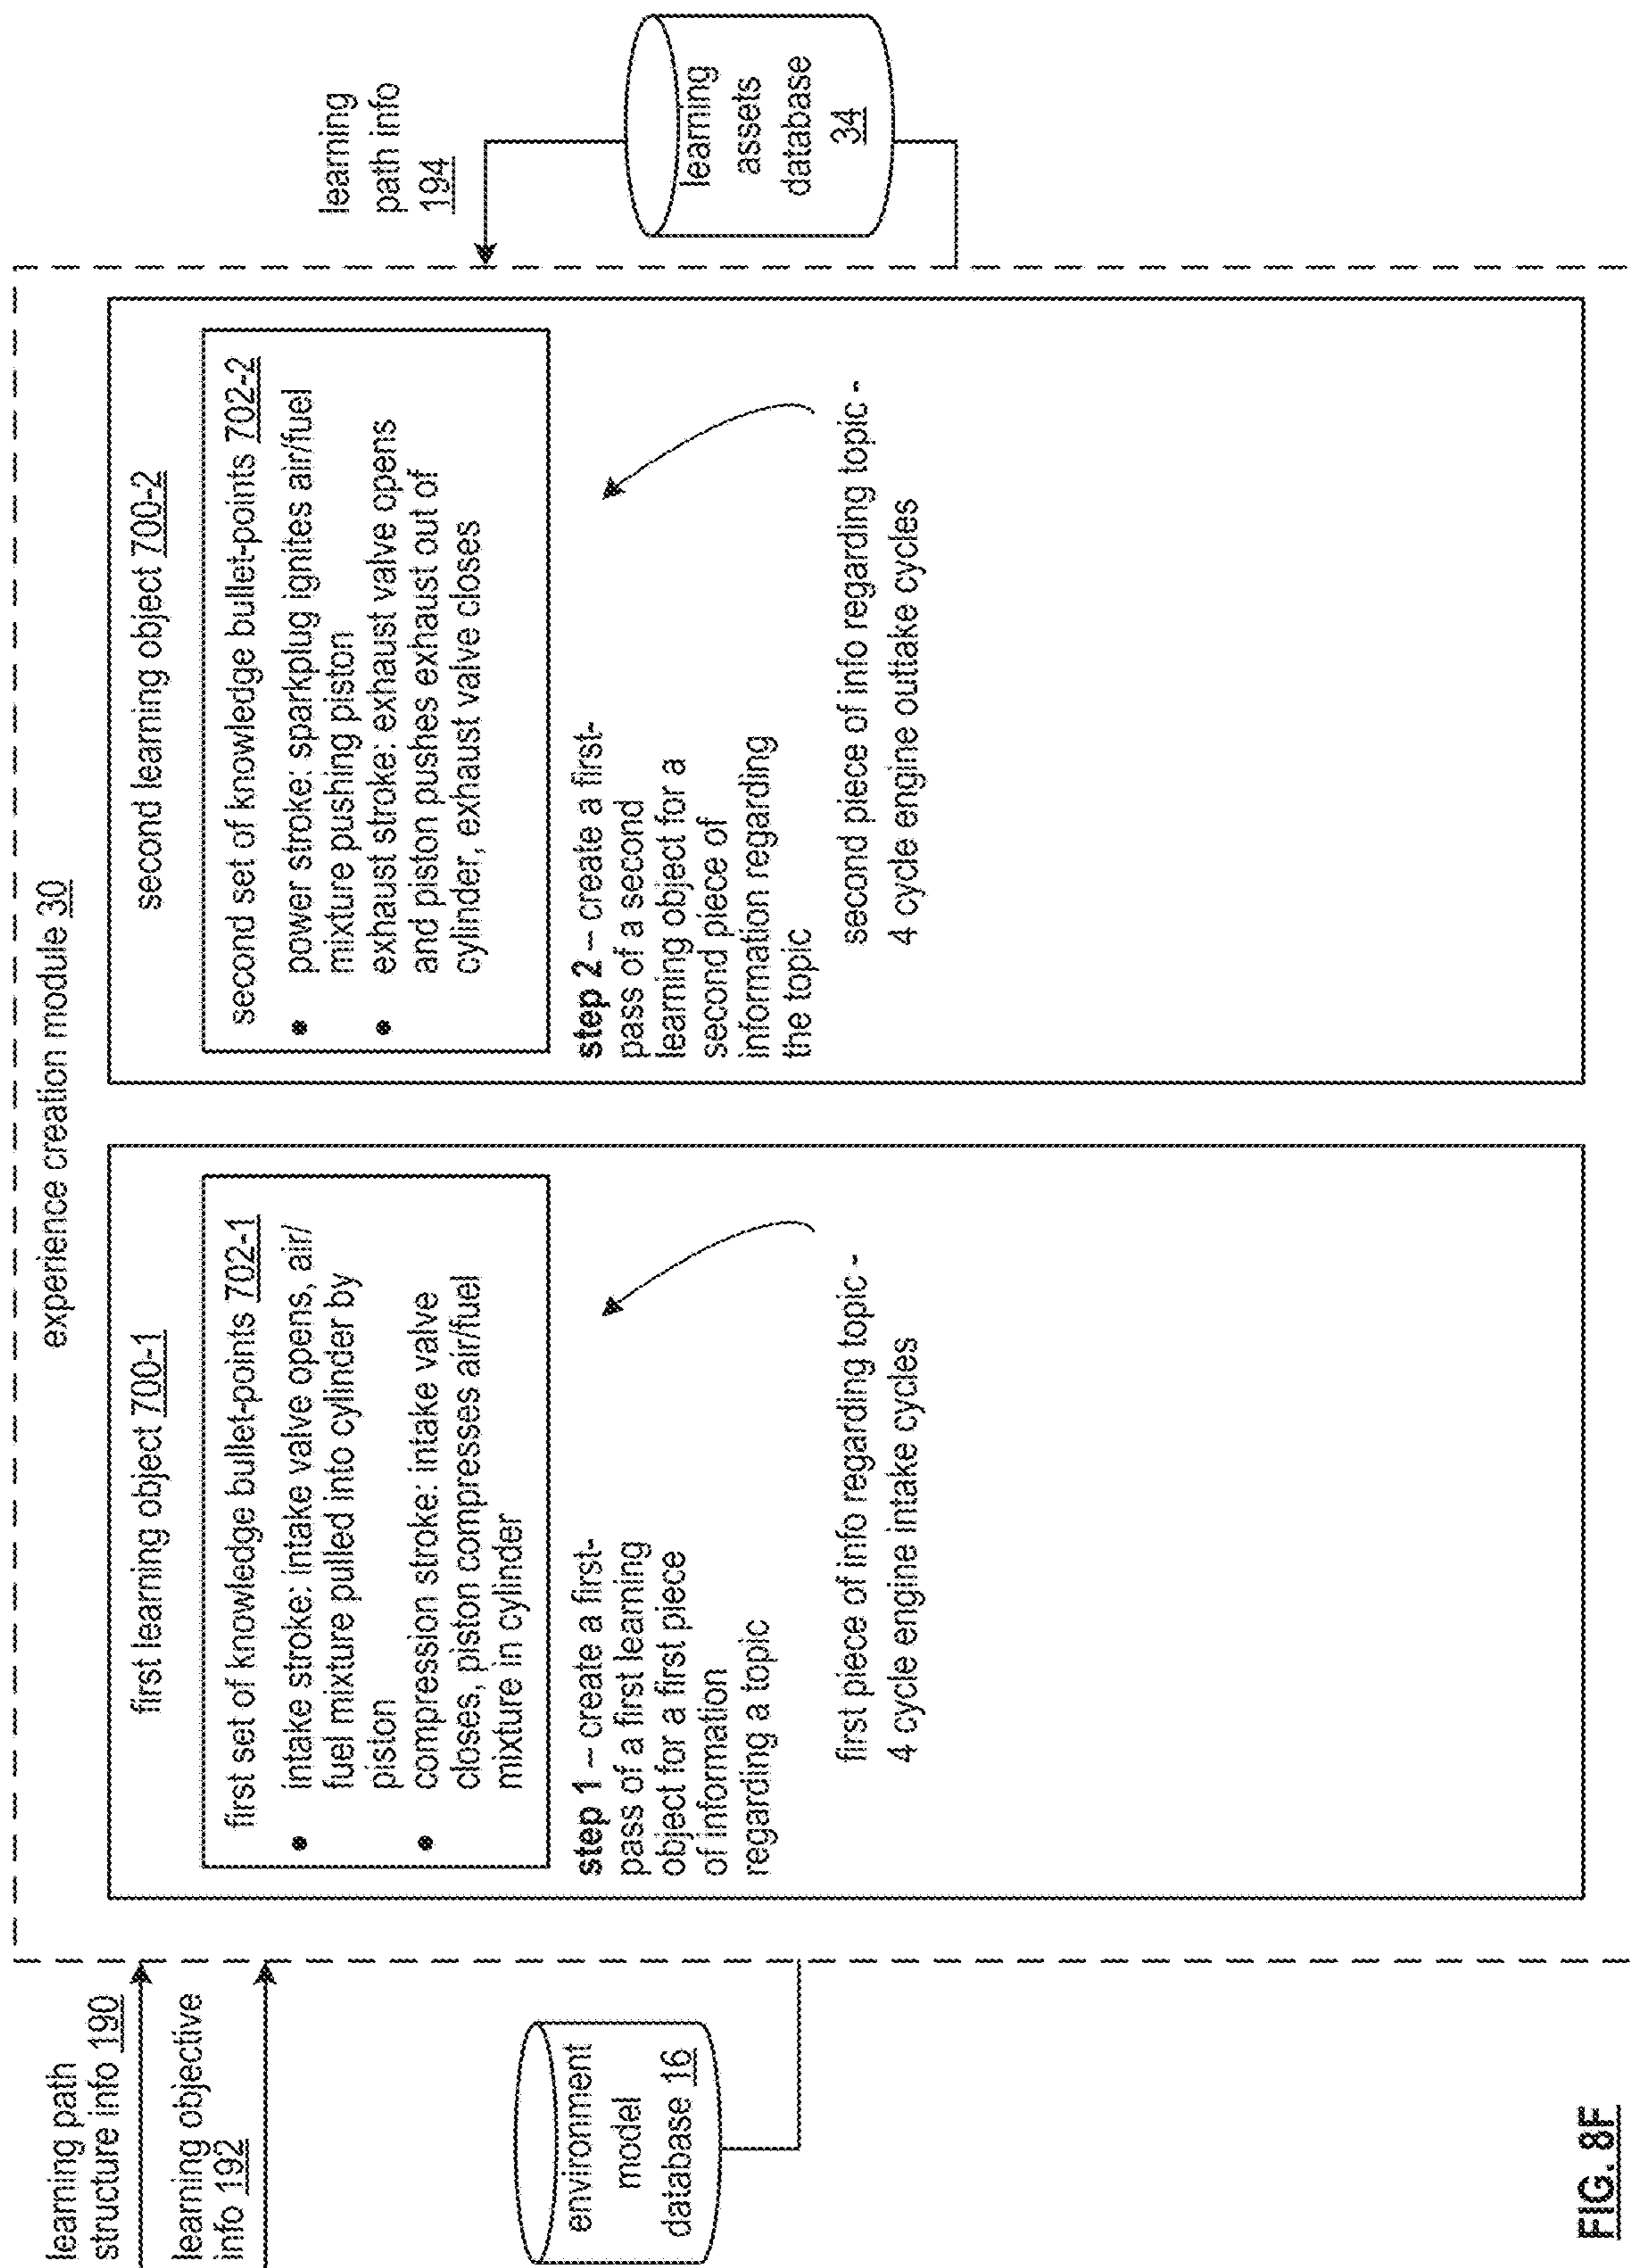 experience creation module 30
learning path
structure info 190
learning objective
info 192
environment
model
database 16
first learning object 700-1
first set of knowledge bullet-points 702-1
• intake stroke: intake valve opens, air/
fuel mixture pulled into cylinder by
piston
• compression stroke: intake valve
closes, piston compresses air/fuel
mixture in cylinder
step 1 – create a first-
pass of a first learning
object for a first piece
of information
regarding a topic
first piece of info regarding topic -
4 cycle engine intake cycles
second learning object 700-2
second set of knowledge bullet-points 702-2
• power stroke: sparkplug ignites air/fuel
mixture pushing piston
• exhaust stroke: exhaust valve opens
and piston pushes exhaust out of
cylinder, exhaust valve closes
step 2 – create a first-
pass of a second
learning object for a
second piece of
information regarding
the topic
second piece of info regarding topic -
4 cycle engine outtake cycles
learning
path info
194
learning
assets
database
34
FIG. 8F